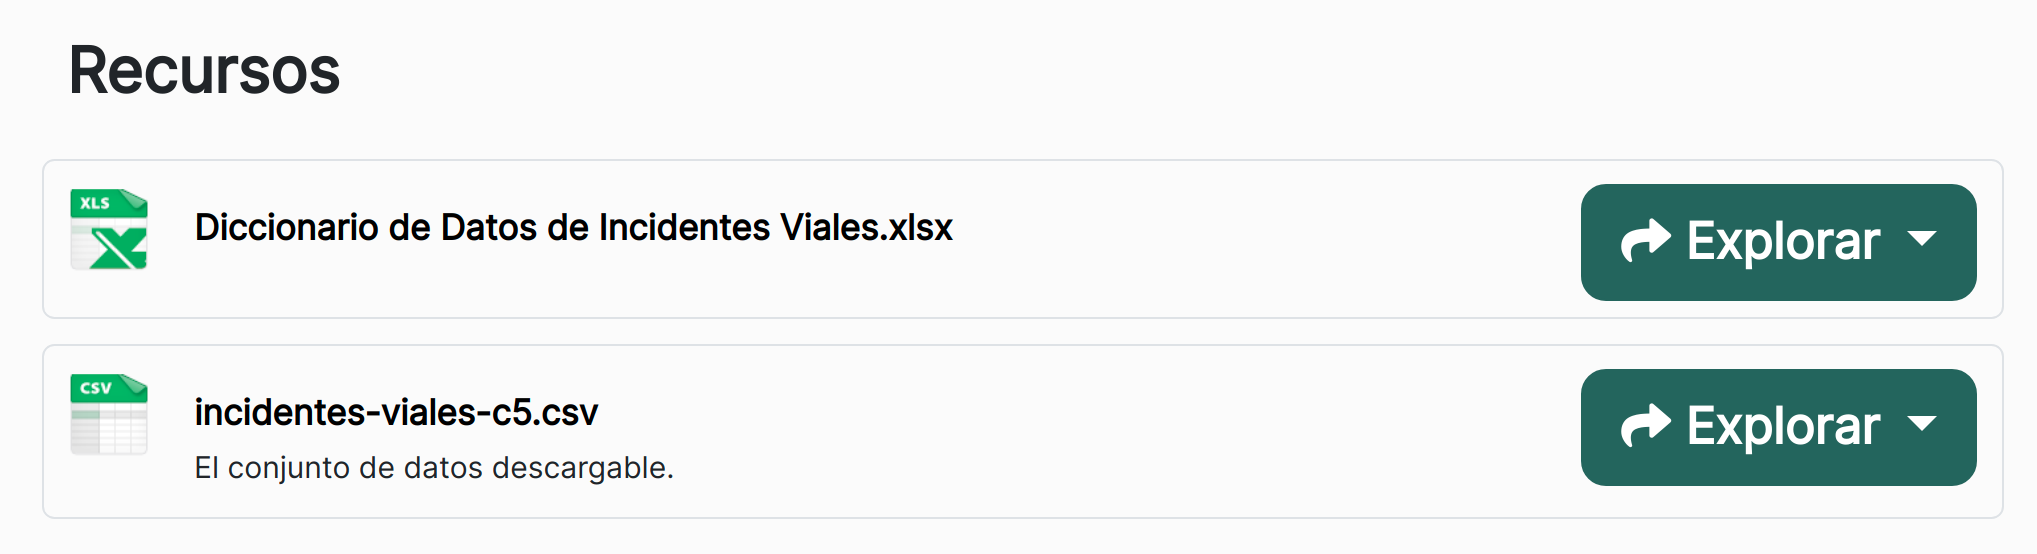 Recursos
XLS
Diccionario de Datos de Incidentes Viales.xlsx
Explorar
CSV
incidentes-viales-c5.csv
El conjunto de datos descargable.
Explorar